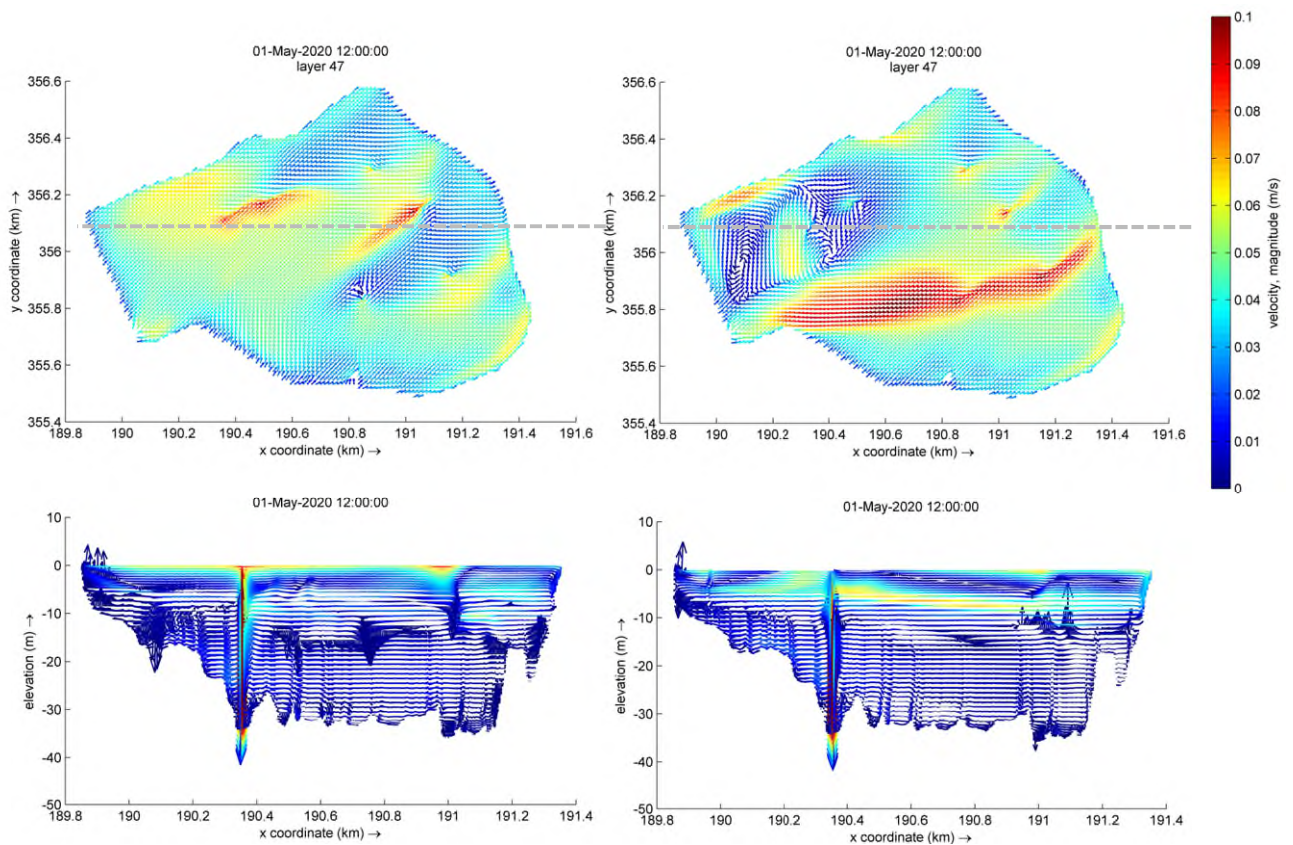 01-May-2020 12:00:00
layer 47
356.6
356.4
356.2
356
355.8
355.6
355.4
y coordinate (km) →
189.8 190 190.2 190.4 190.6 190.8 191 191.2 191.4 191.6
x coordinate (km) →
01-May-2020 12:00:00
layer 47
356.6
356.4
356.2
356
355.8
355.6
355.4
y coordinate (km) →
189.8 190 190.2 190.4 190.6 190.8 191 191.2 191.4 191.6
x coordinate (km) →
0.1
0.09
0.08
0.07
0.06
0.05
0.04
0.03
0.02
0.01
0
velocity, magnitude (m/s)
01-May-2020 12:00:00
10
0
-10
-20
-30
-40
-50
elevation (m) →
189.8 190 190.2 190.4 190.6 190.8 191 191.2 191.4
x coordinate (km) →
01-May-2020 12:00:00
10
0
-10
-20
-30
-40
-50
elevation (m) →
189.8 190 190.2 190.4 190.6 190.8 191 191.2 191.4
x coordinate (km) →